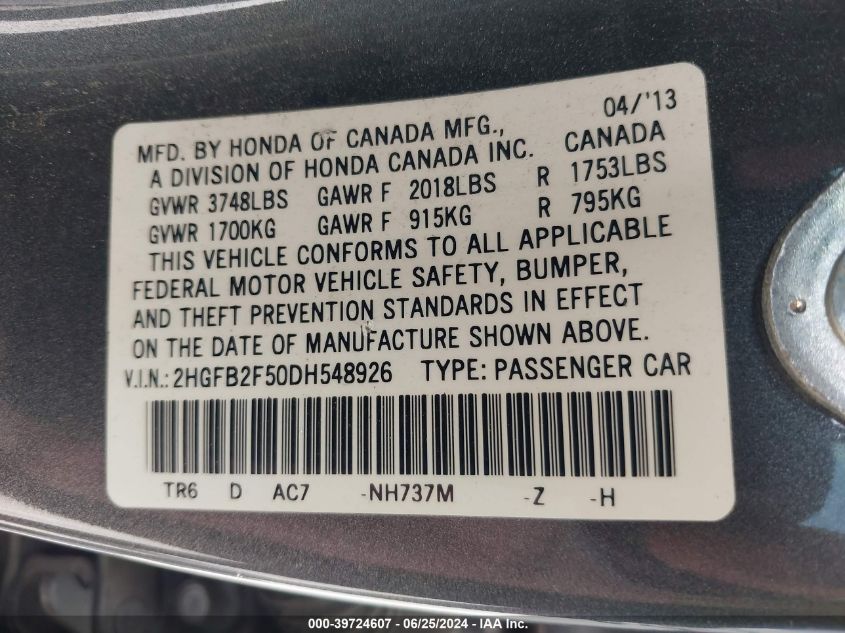 04/'13
MFD. BY HONDA OF CANADA MFG.,
A DIVISION OF HONDA CANADA INC. CANADA
GVWR 3748LBS GAWR F 2018LBS R 1753LBS
GVWR 1700KG GAWR F 915KG R 795KG
THIS VEHICLE CONFORMS TO ALL APPLICABLE
FEDERAL MOTOR VEHICLE SAFETY, BUMPER,
AND THEFT PREVENTION STANDARDS IN EFFECT
ON THE DATE OF MANUFACTURE SHOWN ABOVE.
V.I.N.: 2HGFB2F50DH548926 TYPE: PASSENGER CAR
TR6 D AC7 -NH737M -Z -H
000-39724607 - 06/25/2024 - IAA Inc.